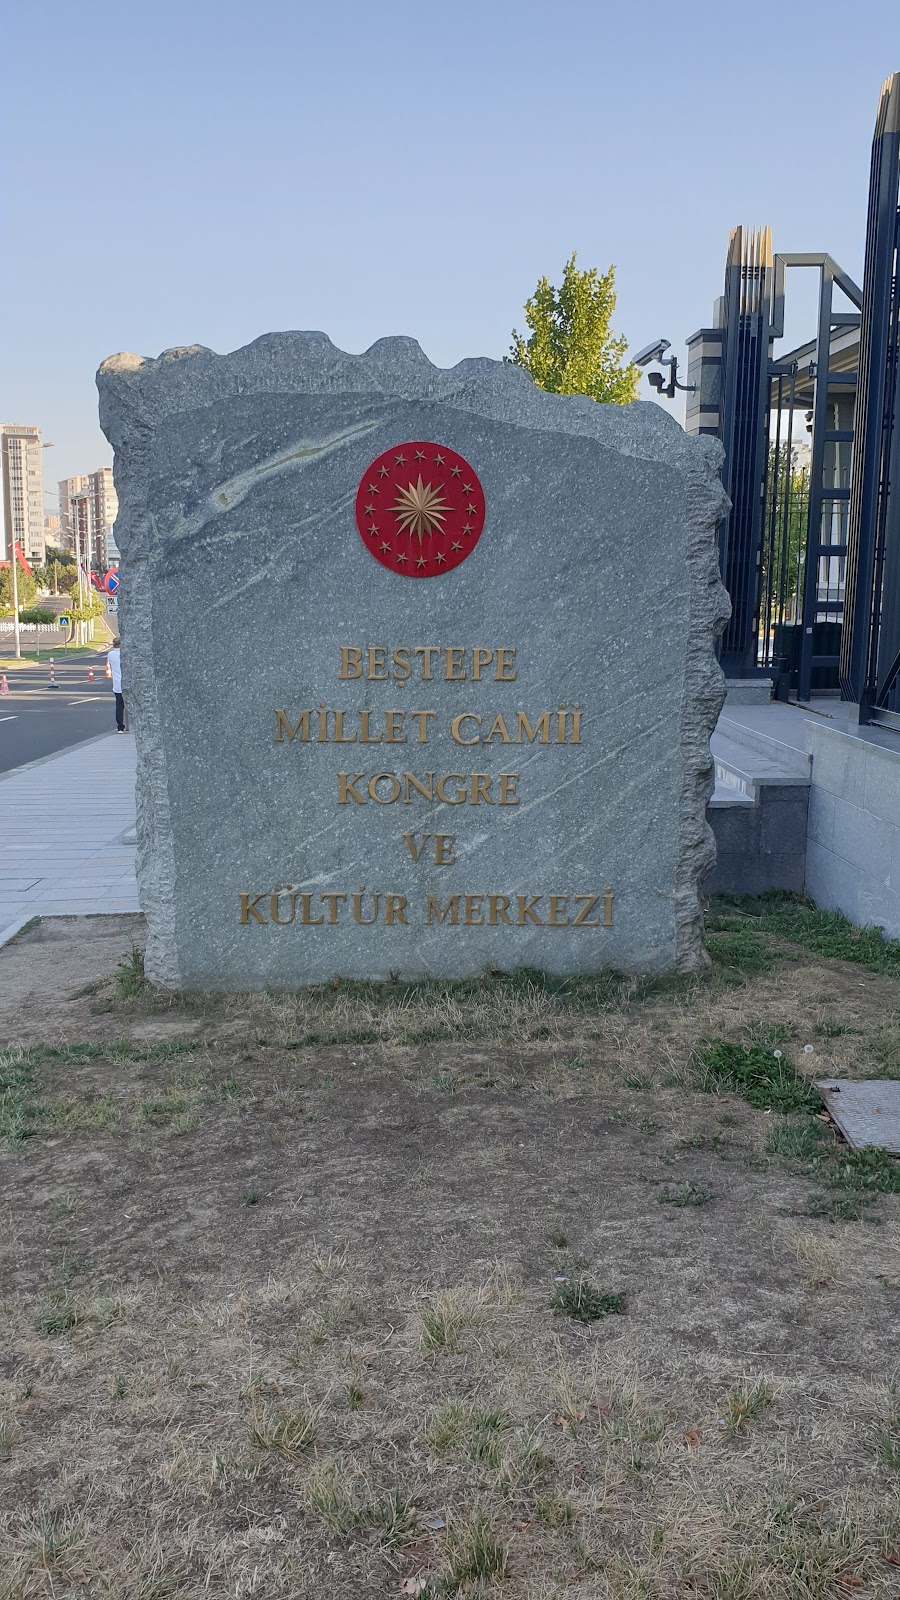 BEŞTEPE
MİLLET CAMİİ
KONGRE
VE
KÜLTÜR MERKEZİ